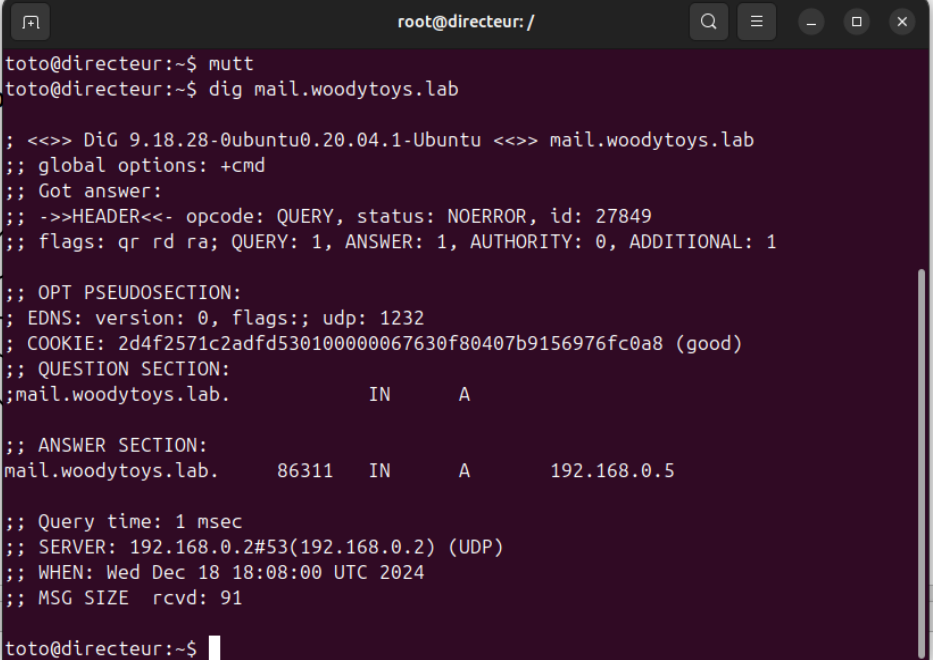 root@directeur: /
toto@directeur:~$ mutt
toto@directeur:~$ dig mail.woodytoys.lab
; <<>> DiG 9.18.28-0ubuntu0.20.04.1-Ubuntu <<>> mail.woodytoys.lab
;; global options: +cmd
;; Got answer:
;; ->>HEADER<<- opcode: QUERY, status: NOERROR, id: 27849
;; flags: qr rd ra; QUERY: 1, ANSWER: 1, AUTHORITY: 0, ADDITIONAL: 1
;; OPT PSEUDOSECTION:
; EDNS: version: 0, flags:; udp: 1232
; COOKIE: 2d4f2571c2adfd530100000067630f80407b9156976fc0a8 (good)
;; QUESTION SECTION:
;mail.woodytoys.lab. IN A
;; ANSWER SECTION:
mail.woodytoys.lab. 86311 IN A 192.168.0.5
;; Query time: 1 msec
;; SERVER: 192.168.0.2#53(192.168.0.2) (UDP)
;; WHEN: Wed Dec 18 18:08:00 UTC 2024
;; MSG SIZE rcvd: 91
toto@directeur:~$